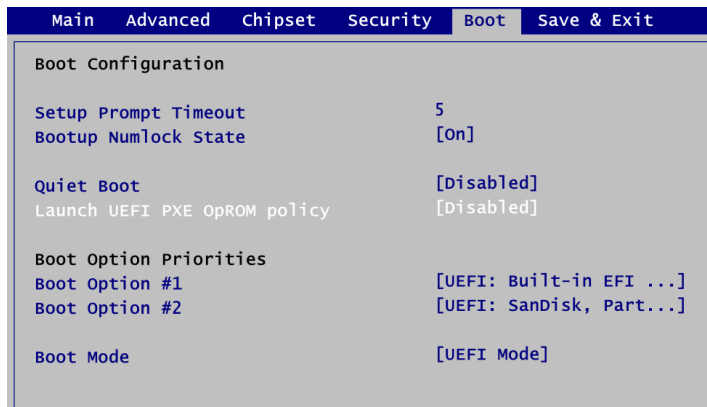 Main Advanced Chipset Security Boot Save & Exit
Boot Configuration
Setup Prompt Timeout 5
Bootup Numlock State [On]
Quiet Boot [Disabled]
Launch UEFI PXE OpROM policy [Disabled]
Boot Option Priorities
Boot Option #1 [UEFI: Built-in EFI ...]
Boot Option #2 [UEFI: SanDisk, Part...]
Boot Mode [UEFI Mode]